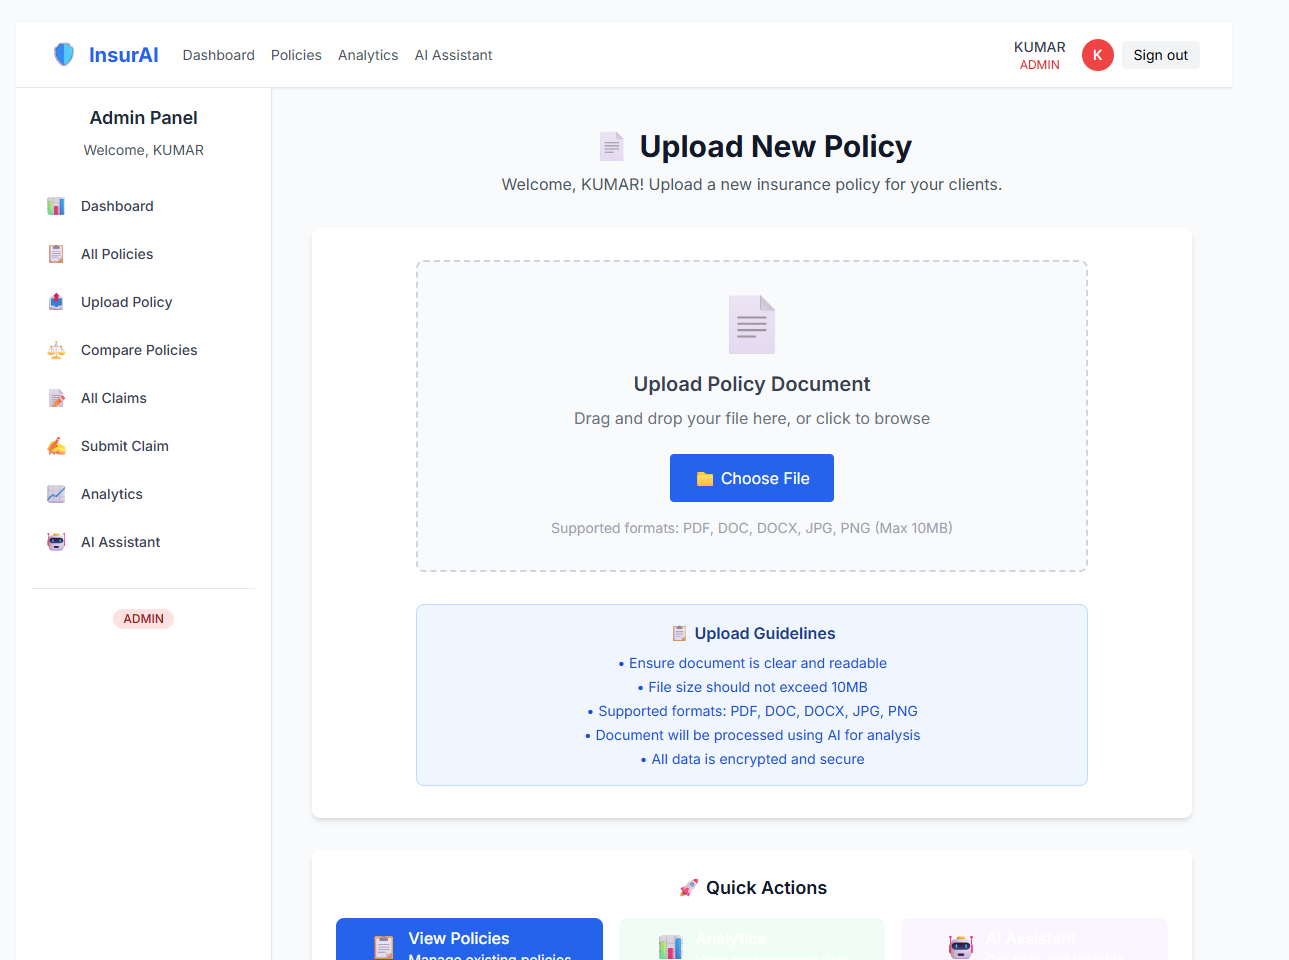 InsurAI
Dashboard
Policies
Analytics
AI Assistant
KUMAR
ADMIN
K
Sign out
Admin Panel
Welcome, KUMAR
Dashboard
All Policies
Upload Policy
Compare Policies
All Claims
Submit Claim
Analytics
AI Assistant
ADMIN
Upload New Policy
Welcome, KUMAR! Upload a new insurance policy for your clients.
Upload Policy Document
Drag and drop your file here, or click to browse
Choose File
Supported formats: PDF, DOC, DOCX, JPG, PNG (Max 10MB)
Upload Guidelines
• Ensure document is clear and readable
• File size should not exceed 10MB
• Supported formats: PDF, DOC, DOCX, JPG, PNG
• Document will be processed using AI for analysis
• All data is encrypted and secure
Quick Actions
View Policies
Manage existing policies
Analytics
AI Assistant